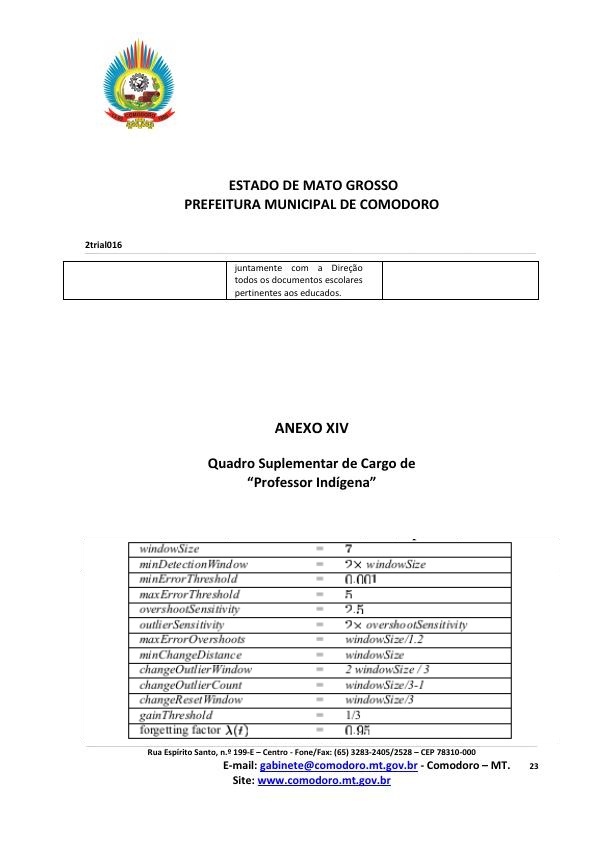 COMODORO
ESTADO DE MATO GROSSO
PREFEITURA MUNICIPAL DE COMODORO
2trial016
juntamente com a Direção
todos os documentos escolares
pertinentes aos educados.
ANEXO XIV
Quadro Suplementar de Cargo de
“Professor Indígena”
windowSize = 7
minDetectionWindow = 2× windowSize
minErrorThreshold = 0.001
maxErrorThreshold = 5
overshootSensitivity = 2.5
outlierSensitivity = 2× overshootSensitivity
maxErrorOvershoots = windowSize/1.2
minChangeDistance = windowSize
changeOutlierWindow = 2 windowSize / 3
changeOutlierCount = windowSize/3-1
changeResetWindow = windowSize/3
gainThreshold = 1/3
forgetting factor λ(t) = 0.95
Rua Espírito Santo, n.º 199-E – Centro - Fone/Fax: (65) 3283-2405/2528 – CEP 78310-000
E-mail: gabinete@comodoro.mt.gov.br - Comodoro – MT. 23
Site: www.comodoro.mt.gov.br